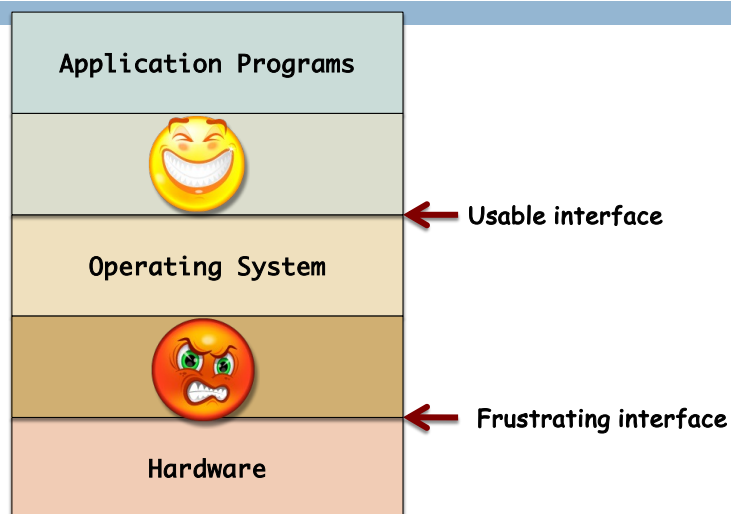 Application Programs
Usable interface
Operating System
Frustrating interface
Hardware